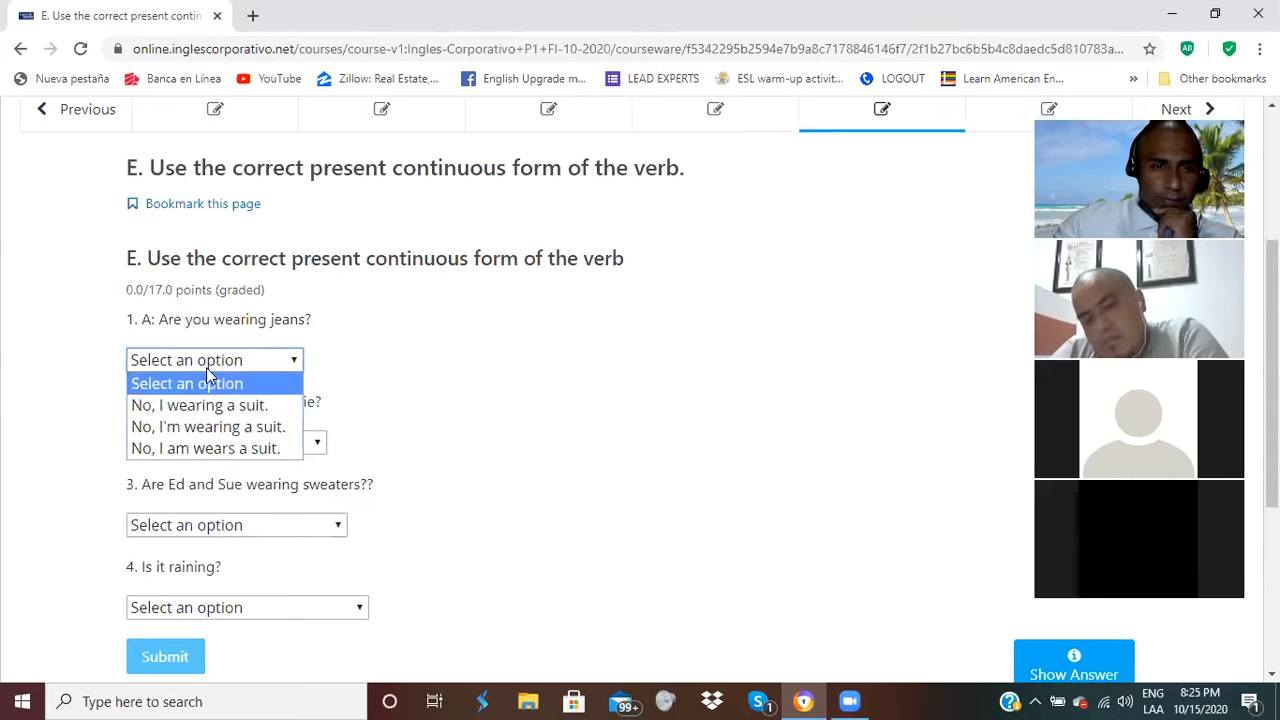 E. Use the correct present contin
online.inglescorporativo.net/courses/course-v1:Ingles-Corporativo+P1+FI-10-2020/courseware/f5342295b2594e7b9a8c7178846146f7/2f1b27bc6b5b4c8daedc5d810783a...
Nueva pestaña
Banca en Línea
YouTube
Zillow: Real Estate,...
English Upgrade m...
LEAD EXPERTS
ESL warm-up activit...
LOGOUT
Learn American En...
»
Other bookmarks
Previous
Next
E. Use the correct present continuous form of the verb.
Bookmark this page
E. Use the correct present continuous form of the verb
0.0/17.0 points (graded)
1. A: Are you wearing jeans?
Select an option
Select an option
No, I wearing a suit.
No, I'm wearing a suit.
No, I am wears a suit.
ie?
3. Are Ed and Sue wearing sweaters??
Select an option
4. Is it raining?
Select an option
Submit
Show Answer
Type here to search
99+
1
ENG
LAA
8:25 PM
10/15/2020
1